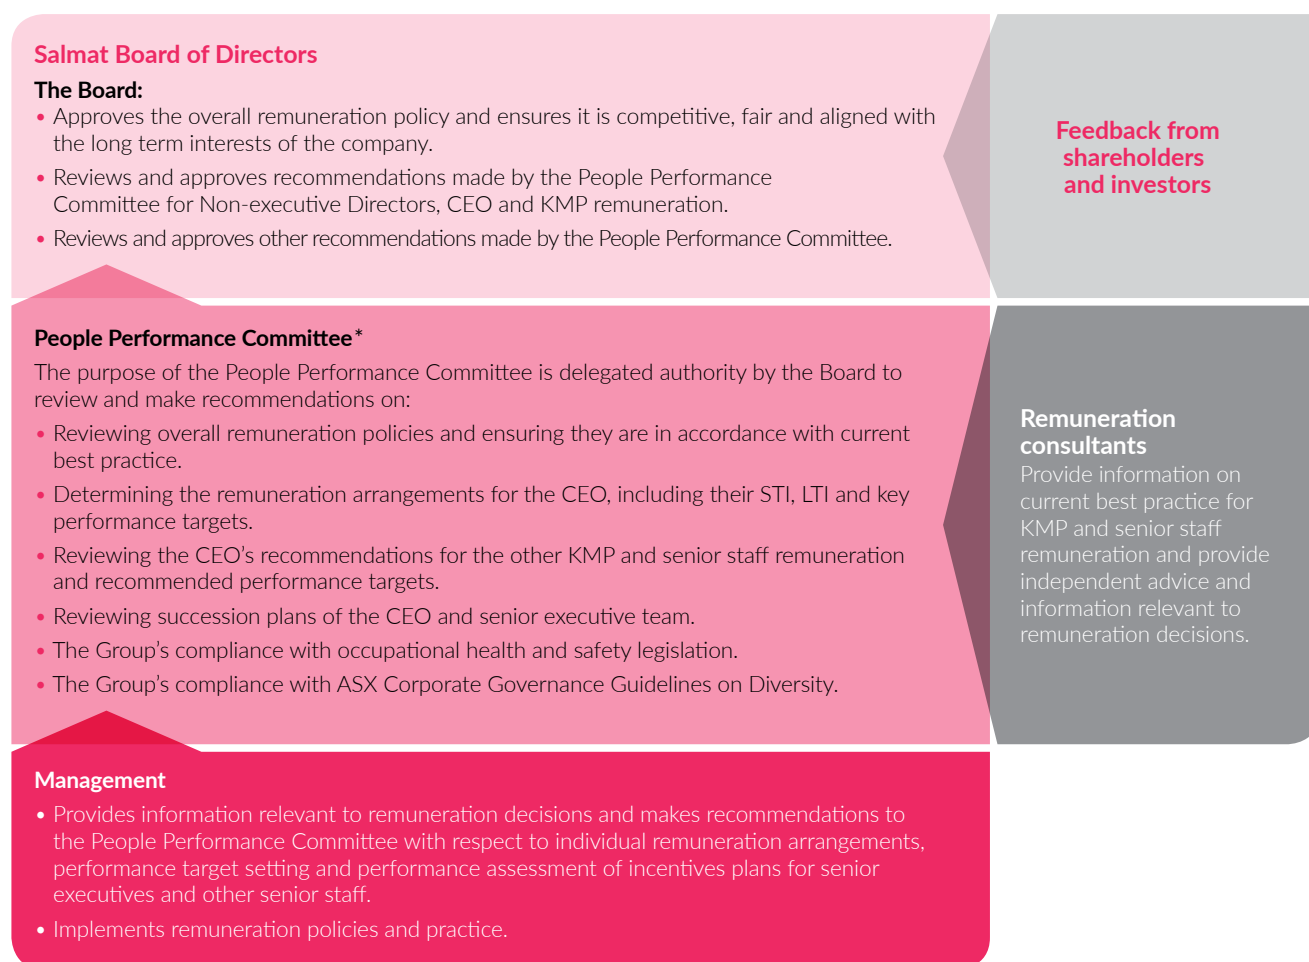 Salmat Board of Directors
The Board:
• Approves the overall remuneration policy and ensures it is competitive, fair and aligned with
the long term interests of the company.
• Reviews and approves recommendations made by the People Performance
Committee for Non-executive Directors, CEO and KMP remuneration.
• Reviews and approves other recommendations made by the People Performance Committee.
Feedback from
shareholders
and investors
People Performance Committee*
The purpose of the People Performance Committee is delegated authority by the Board to
review and make recommendations on:
• Reviewing overall remuneration policies and ensuring they are in accordance with current
best practice.
• Determining the remuneration arrangements for the CEO, including their STI, LTI and key
performance targets.
• Reviewing the CEO's recommendations for the other KMP and senior staff remuneration
and recommended performance targets.
• Reviewing succession plans of the CEO and senior executive team.
• The Group's compliance with occupational health and safety legislation.
• The Group's compliance with ASX Corporate Governance Guidelines on Diversity.
Remuneration
consultants
Provide information on
current best practice for
KMP and senior staff
remuneration and provide
independent advice and
information relevant to
remuneration decisions.
Management
• Provides information relevant to remuneration decisions and makes recommendations to
the People Performance Committee with respect to individual remuneration arrangements,
performance target setting and performance assessment of incentives plans for senior
executives and other senior staff.
• Implements remuneration policies and practice.